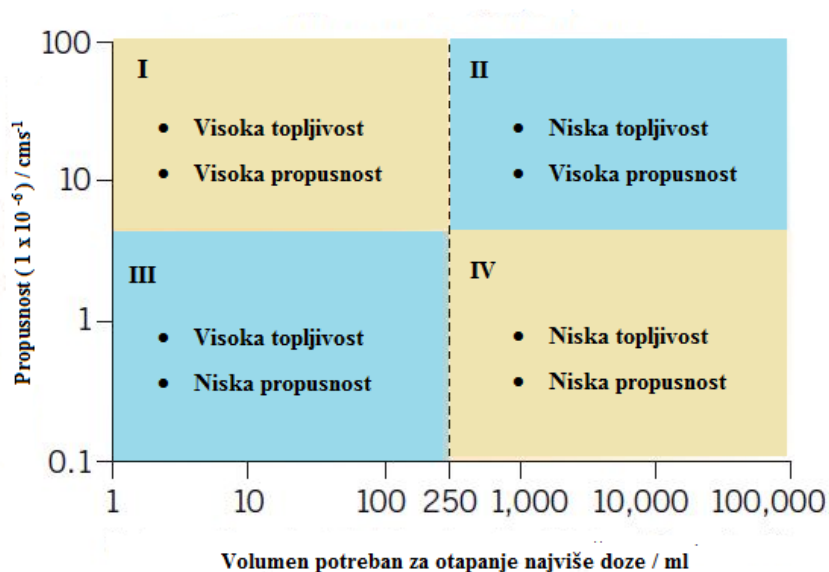 100
I
II
• Visoka topljivost
• Niska topljivost
• Visoka propusnost
• Visoka propusnost
10
Propusnost ( 1 x 10 ⁻⁶ ) / cms⁻¹
III
IV
1
• Visoka topljivost
• Niska topljivost
• Niska propusnost
• Niska propusnost
0.1
1 10 100 250 1,000 10,000 100,000
Volumen potreban za otapanje najviše doze / ml